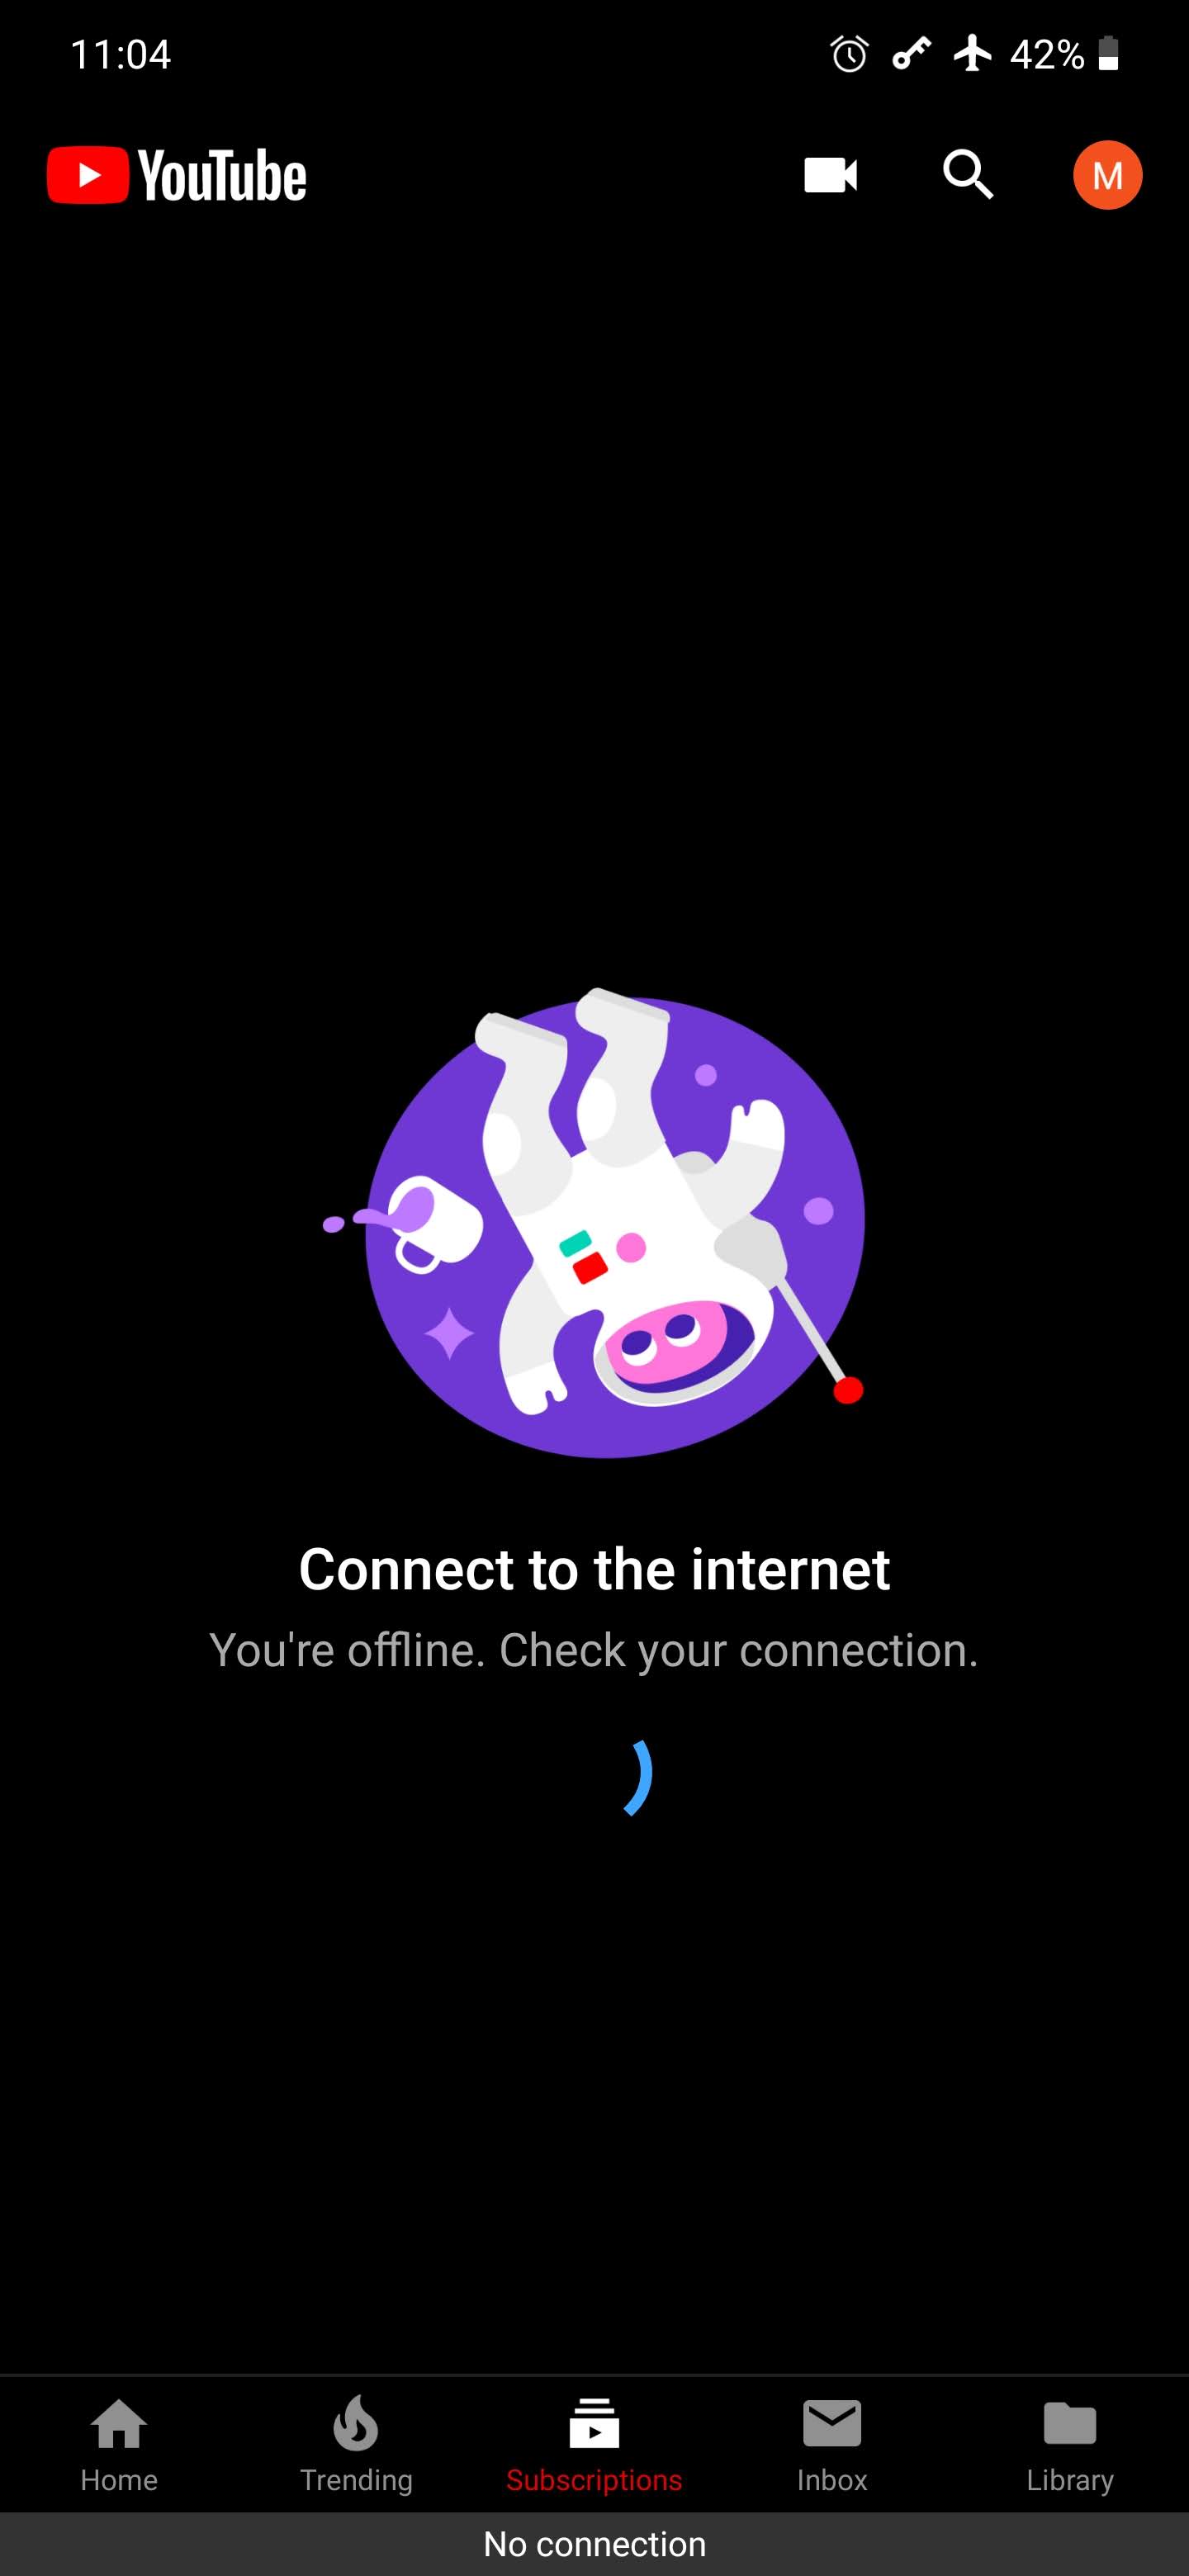 11:04 42%
YouTube M
Connect to the internet
You're offline. Check your connection.
Home Trending Subscriptions Inbox Library
No connection